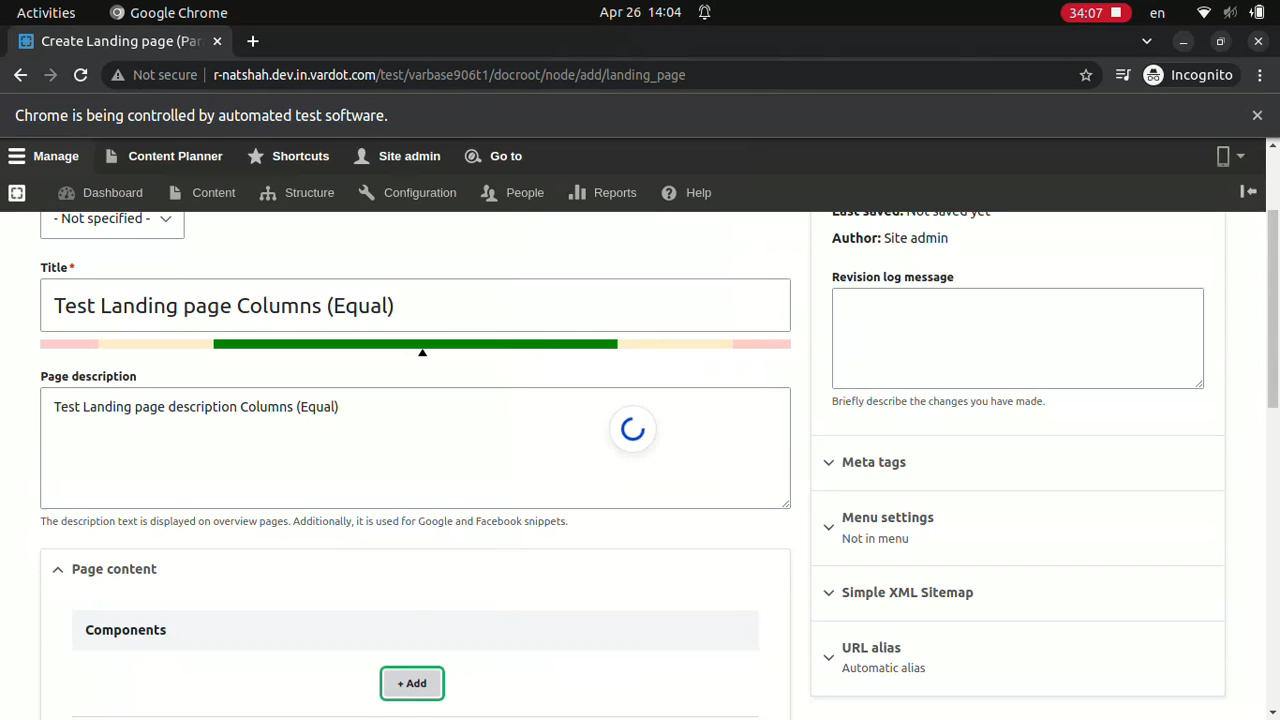 Activities
Google Chrome
Apr 26 14:04
34:07
en
Create Landing page (Par
Not secure
r-natshah.dev.in.vardot.com/test/varbase906t1/docroot/node/add/landing_page
Incognito
Chrome is being controlled by automated test software.
Manage
Content Planner
Shortcuts
Site admin
Go to
Dashboard
Content
Structure
Configuration
People
Reports
Help
- Not specified -
Title*
Test Landing page Columns (Equal)
Page description
Test Landing page description Columns (Equal)
The description text is displayed on overview pages. Additionally, it is used for Google and Facebook snippets.
Page content
Components
+ Add
Last saved: Not saved yet
Author: Site admin
Revision log message
Briefly describe the changes you have made.
Meta tags
Menu settings
Not in menu
Simple XML Sitemap
URL alias
Automatic alias